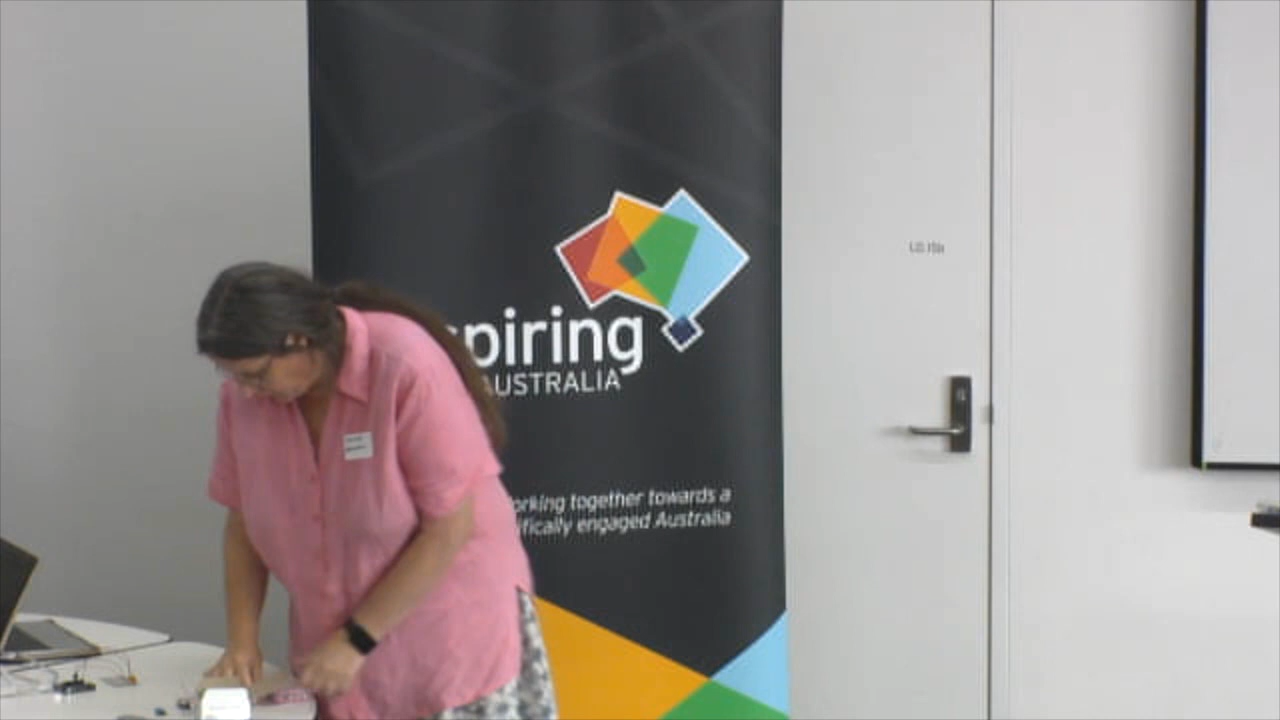 spiring
AUSTRALIA
orking together towards a
ifically engaged Australia